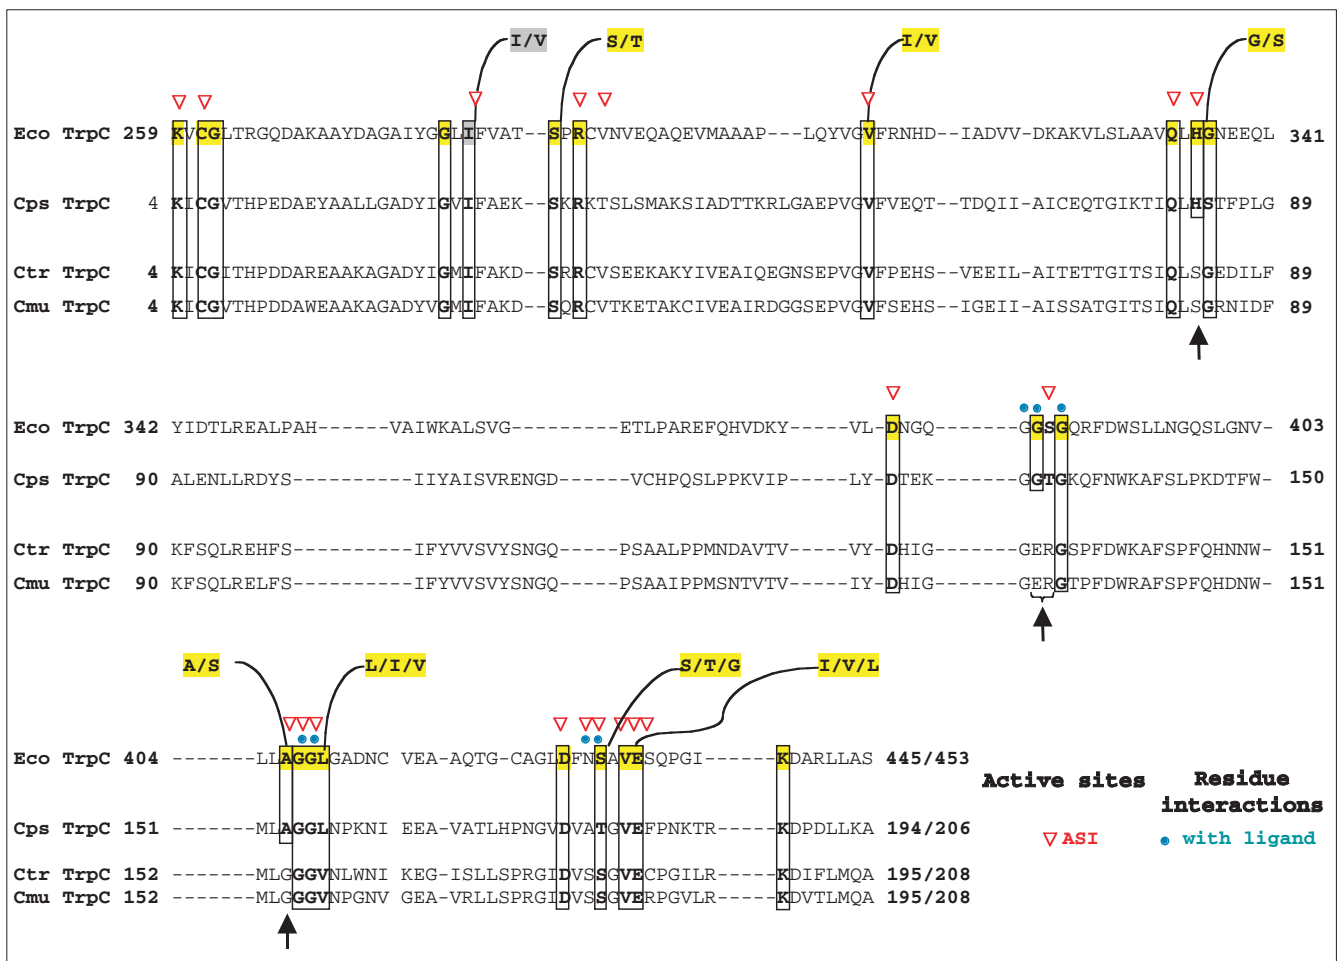 I/V S/T I/V G/S
Eco TrpC 259 KVCGLTRGQDAKAAYDAGAIYGGLIFVAT--SPRCVNVEQAQEVMAAAP---LQYVGVFRNHD--IADVV-DKAKVLSLAAVQLHGNEEQL 341
Cps TrpC 4 KICGVTHPEDAEYAALLGADYIGVIFAEK--SKRKTSLSMAKSIADTTKRLGAEPVGVFVEQT--TDQII-AICEQTGIKTIQLHSTFPLG 89
Ctr TrpC 4 KICGITHPDDAREAAKAGADYIGMIFAKD--SRRCVSEEKAKYIVEAIQEGNSEPVGVFPEHS--VEEIL-AITETTGITSIQLSGEDILF 89
Cmu TrpC 4 KICGVTHPDDAWEAAKAGADYVGMIFAKD--SQRCVTKETAKCIVEAIRDGGSEPVGVFSEHS--IGEII-AISSATGITSIQLSGRNIDF 89
Eco TrpC 342 YIDTLREALPAH------VAIWKALSVG---------ETLPAREFQHVDKY-----VL-DNGQ-------GGSGQRFDWSLLNGQSLGNV- 403
Cps TrpC 90 ALENLLRDYS----------IIYAISVRENGD------VCHPQSLPPKVIP-----LY-DTEK-------GGTGKQFNWKAFSLPKDTFW- 150
Ctr TrpC 90 KFSQLREHFS----------IFYVVSVYSNGQ-----PSAALPPMNDAVTV-----VY-DHIG-------GERGSPFDWKAFSPFQHNNW- 151
Cmu TrpC 90 KFSQLRELFS----------IFYVVSVYSNGQ-----PSAAIPPMSNTVTV-----IY-DHIG-------GERGTPFDWRAFSPFQHDNW- 151
A/S L/I/V S/T/G I/V/L
Eco TrpC 404 -------LLAGGLGADNC VEA-AQTG-CAGLDFNSAVESQPGI------KDARLLAS 445/453
Cps TrpC 151 -------MLAGGLNPKNI EEA-VATLHPNGVDVATGVEFPNKTR-----KDPDLLKA 194/206
Ctr TrpC 152 -------MLGGGVNLWNI KEG-ISLLSPRGIDVSSGVECPGILR-----KDIFLMQA 195/208
Cmu TrpC 152 -------MLGGGVNPGNV GEA-VRLLSPRGIDVSSGVERPGVLR-----KDVTLMQA 195/208
Active sites
ASI
Residue
interactions
with ligand